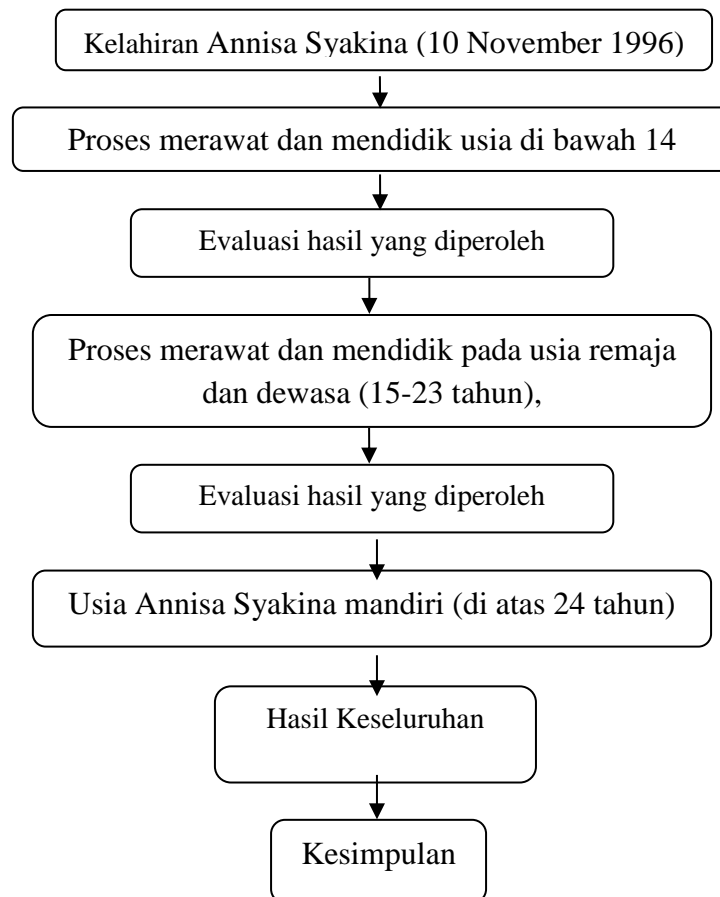 Kelahiran Annisa Syakina (10 November 1996)
Proses merawat dan mendidik usia di bawah 14
Evaluasi hasil yang diperoleh
Proses merawat dan mendidik pada usia remaja
dan dewasa (15-23 tahun),
Evaluasi hasil yang diperoleh
Usia Annisa Syakina mandiri (di atas 24 tahun)
Hasil Keseluruhan
Kesimpulan